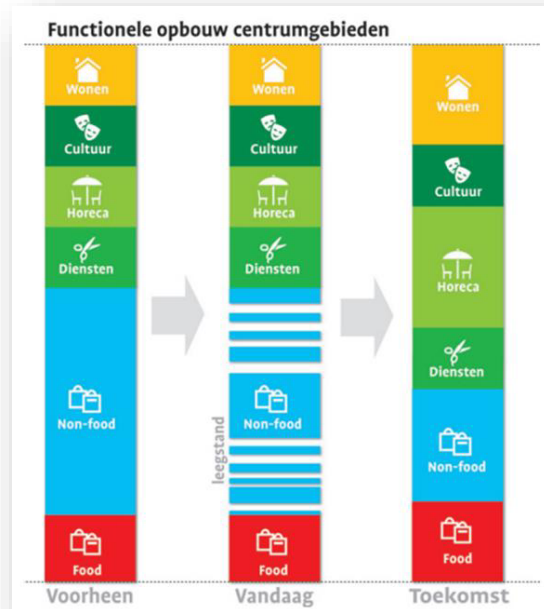 Functionele opbouw centrumgebieden
Wonen
Cultuur
Horeca
Diensten
Non-food
Food
Voorheen
Wonen
Cultuur
Horeca
Diensten
leegstand
Non-food
Food
Vandaag
Wonen
Cultuur
Horeca
Diensten
Non-food
Food
Toekomst